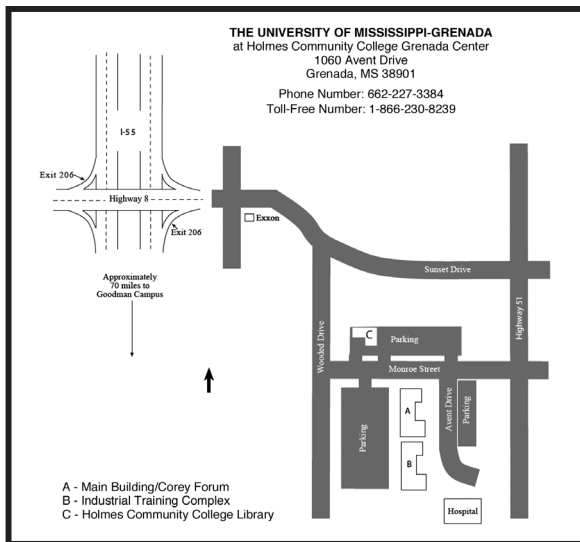 THE UNIVERSITY OF MISSISSIPPI-GRENADA
at Holmes Community College Grenada Center
1060 Avent Drive
Grenada, MS 38901
Phone Number: 662-227-3384
Toll-Free Number: 1-866-230-8239
I-55
Exit 206
Highway 8
Exit 206
Exxon
Approximately
70 miles to
Goodman Campus
Sunset Drive
Highway 51
Wooded Drive
C
Parking
Monroe Street
Parking
A
B
Avent Drive
Parking
Hospital
A - Main Building/Corey Forum
B - Industrial Training Complex
C - Holmes Community College Library